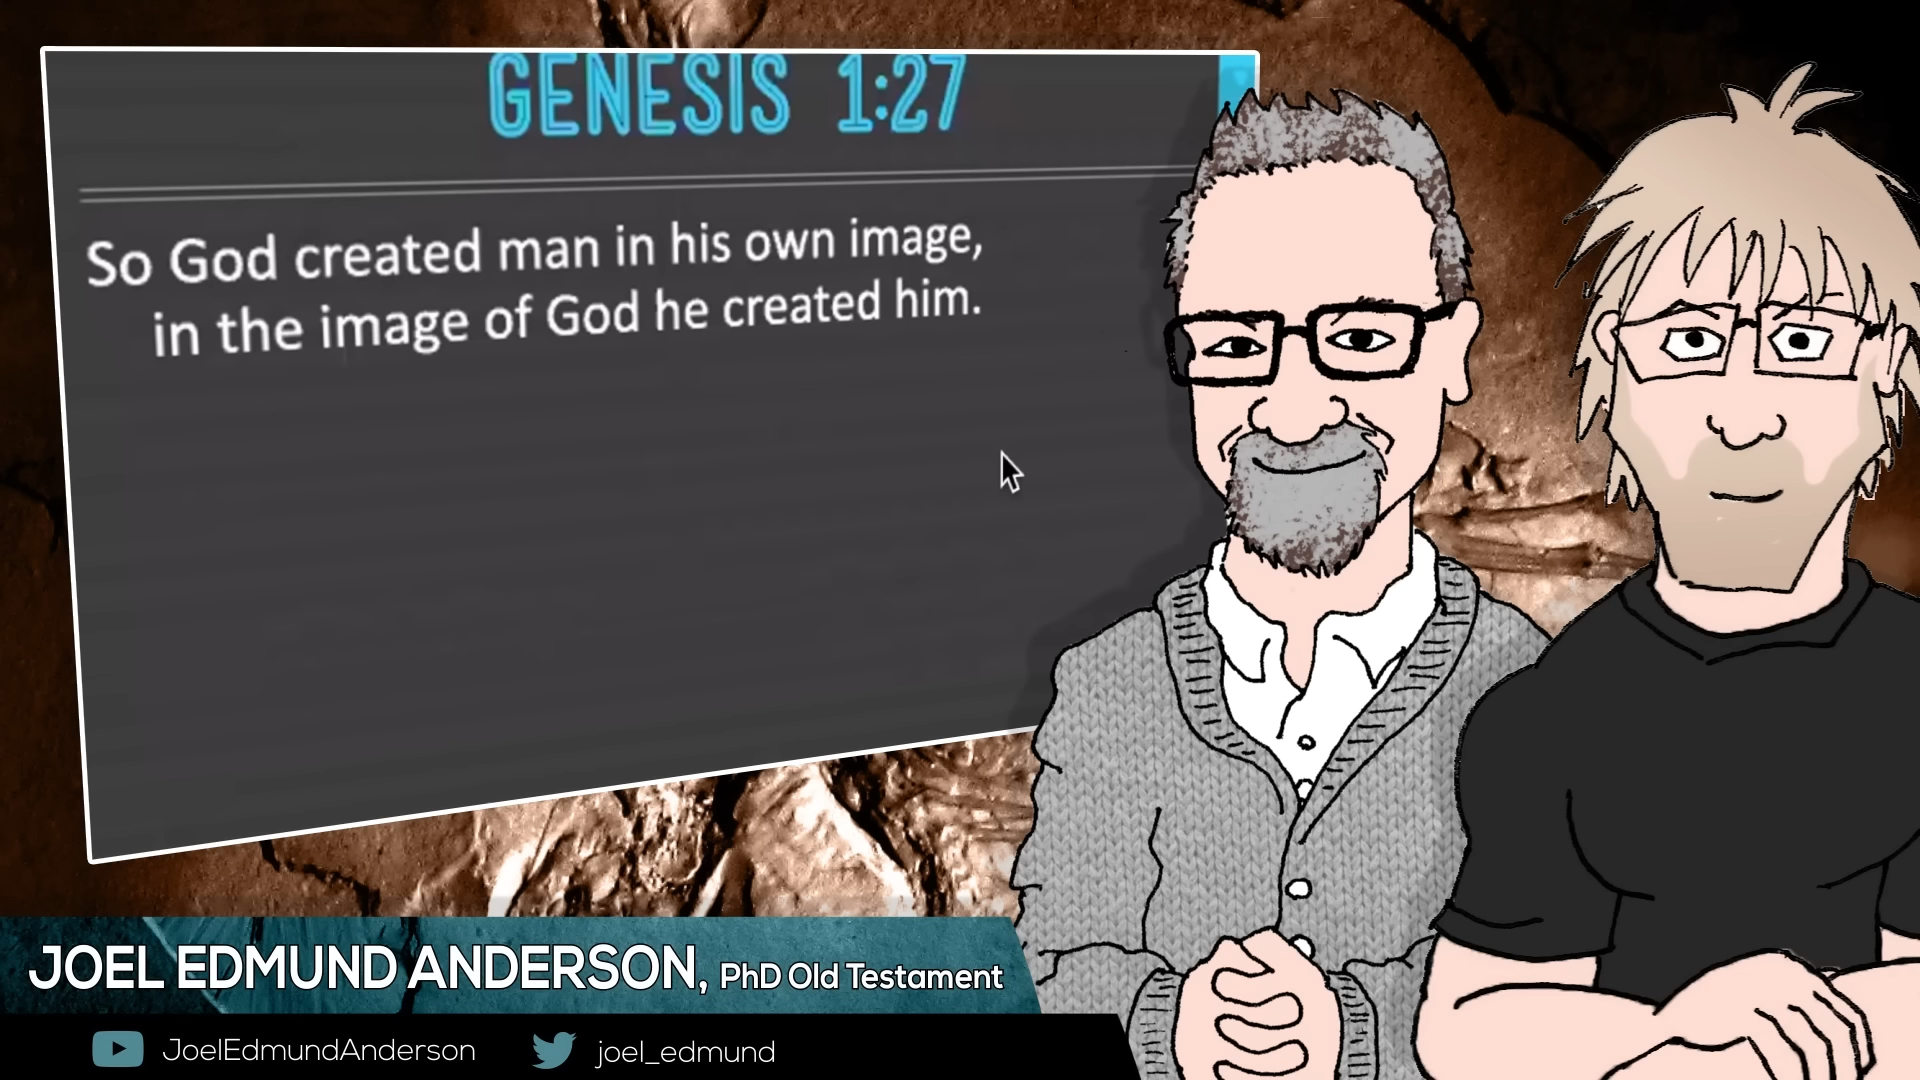 GENESIS 1:27
So God created man in his own image,
in the image of God he created him.
JOEL EDMUND ANDERSON, PhD Old Testament
JoelEdmundAnderson
joel_edmund